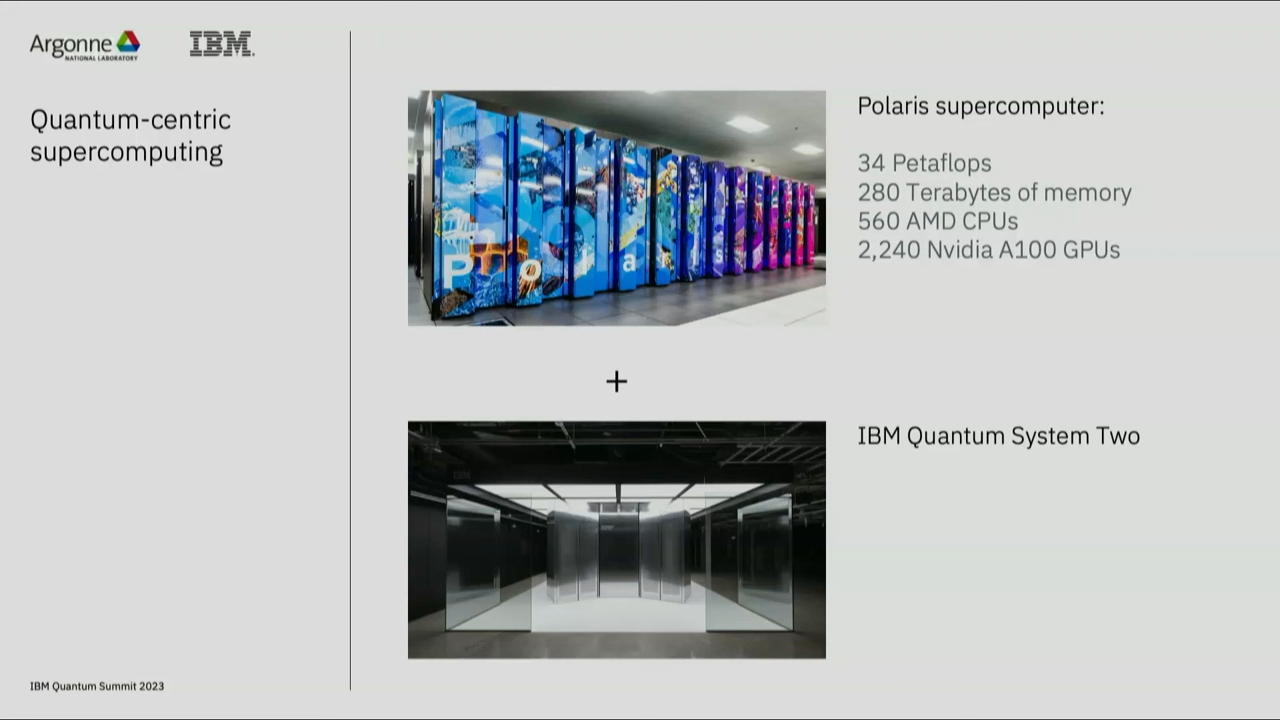 Argonne
NATIONAL LABORATORY
IBM
Quantum-centric
supercomputing
Polaris
Polaris supercomputer:
34 Petaflops
280 Terabytes of memory
560 AMD CPUs
2,240 Nvidia A100 GPUs
+
IBM Quantum System Two
IBM Quantum Summit 2023